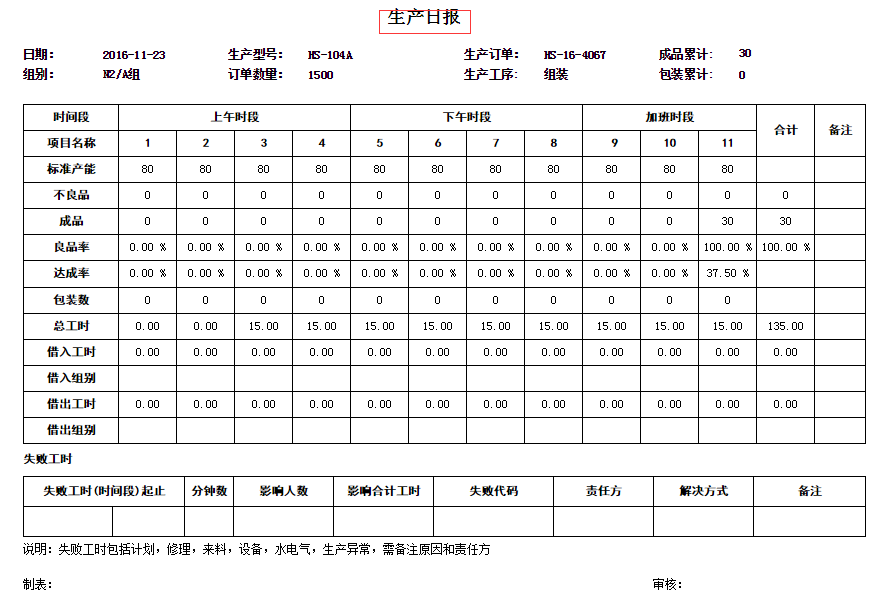 生产日报
日期： 2016-11-23 生产型号： HS-104A 生产订单： HS-16-4067 成品累计： 30
组别： H2/A组 订单数量： 1500 生产工序： 组装 包装累计： 0
时间段 上午时段 下午时段 加班时段 合计 备注
项目名称 1 2 3 4 5 6 7 8 9 10 11
标准产能 80 80 80 80 80 80 80 80 80 80 80
不良品 0 0 0 0 0 0 0 0 0 0 0 0
成品 0 0 0 0 0 0 0 0 0 0 30 30
良品率 0.00 % 0.00 % 0.00 % 0.00 % 0.00 % 0.00 % 0.00 % 0.00 % 0.00 % 0.00 % 100.00 % 100.00 %
达成率 0.00 % 0.00 % 0.00 % 0.00 % 0.00 % 0.00 % 0.00 % 0.00 % 0.00 % 0.00 % 37.50 %
包装数 0 0 0 0 0 0 0 0 0 0 0
总工时 0.00 0.00 15.00 15.00 15.00 15.00 15.00 15.00 15.00 15.00 15.00 135.00
借入工时 0.00 0.00 0.00 0.00 0.00 0.00 0.00 0.00 0.00 0.00 0.00 0.00
借入组别
借出工时 0.00 0.00 0.00 0.00 0.00 0.00 0.00 0.00 0.00 0.00 0.00 0.00
借出组别
失败工时
失败工时(时间段)起止 分钟数 影响人数 影响合计工时 失败代码 责任方 解决方式 备注
说明：失败工时包括计划，修理，来料，设备，水电气，生产异常，需备注原因和责任方
制表： 审核：